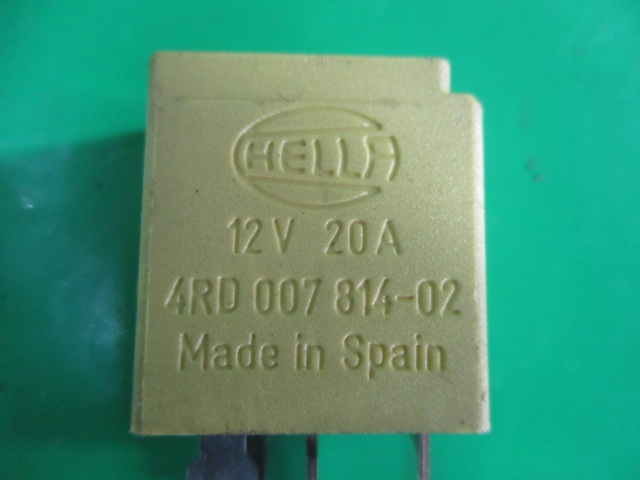 HELLA
12V 20A
4RD 007 814-02
Made in Spain